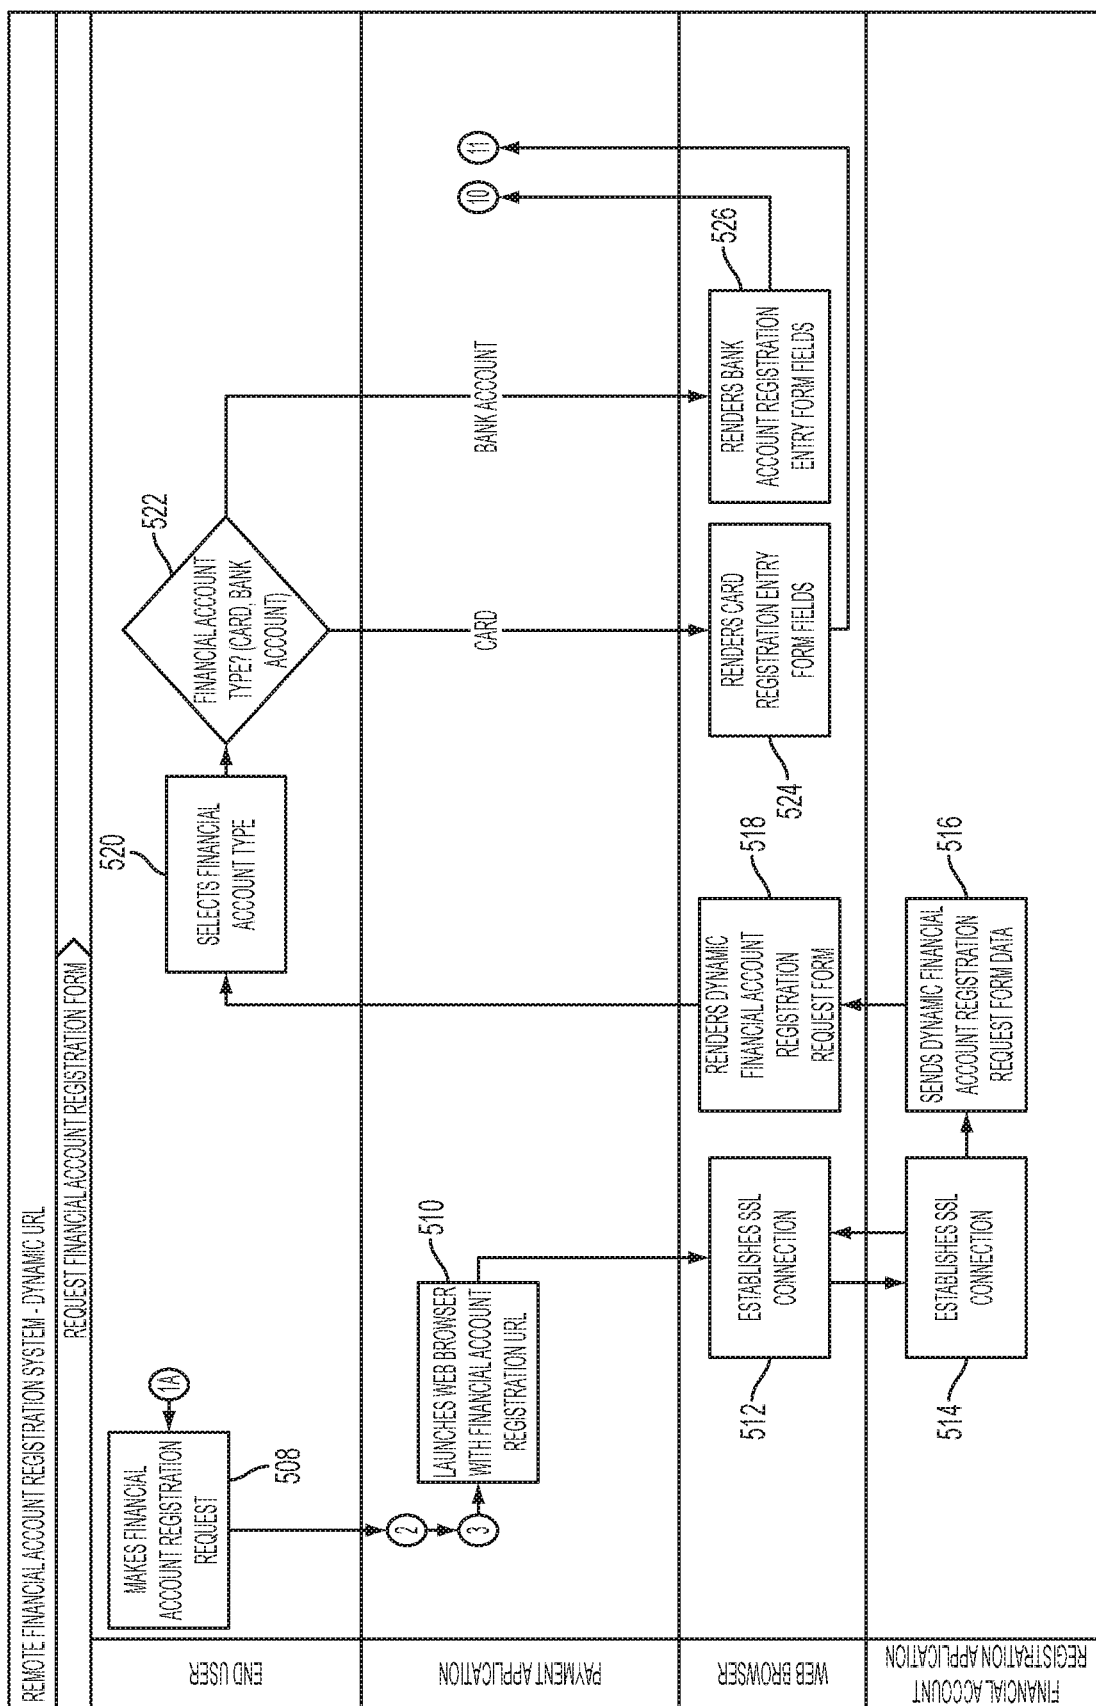 REMOTE FINANCIAL ACCOUNT REGISTRATION SYSTEM - DYNAMIC URL
REQUEST FINANCIAL ACCOUNT REGISTRATION FORM
END USER
MAKES FINANCIAL
ACCOUNT REGISTRATION
REQUEST
508
1A
SELECTS FINANCIAL
ACCOUNT TYPE
520
FINANCIAL ACCOUNT
TYPE? (CARD, BANK
ACCOUNT)
522
PAYMENT APPLICATION
2
3
LAUNCHES WEB BROWSER
WITH FINANCIAL ACCOUNT
REGISTRATION URL
510
CARD
BANK ACCOUNT
10
11
WEB BROWSER
ESTABLISHES SSL
CONNECTION
512
RENDERS DYNAMIC
FINANCIAL ACCOUNT
REGISTRATION
REQUEST FORM
518
RENDERS CARD
REGISTRATION ENTRY
FORM FIELDS
524
RENDERS BANK
ACCOUNT REGISTRATION
ENTRY FORM FIELDS
526
FINANCIAL ACCOUNT
REGISTRATION APPLICATION
ESTABLISHES SSL
CONNECTION
514
SENDS DYNAMIC FINANCIAL
ACCOUNT REGISTRATION
REQUEST FORM DATA
516